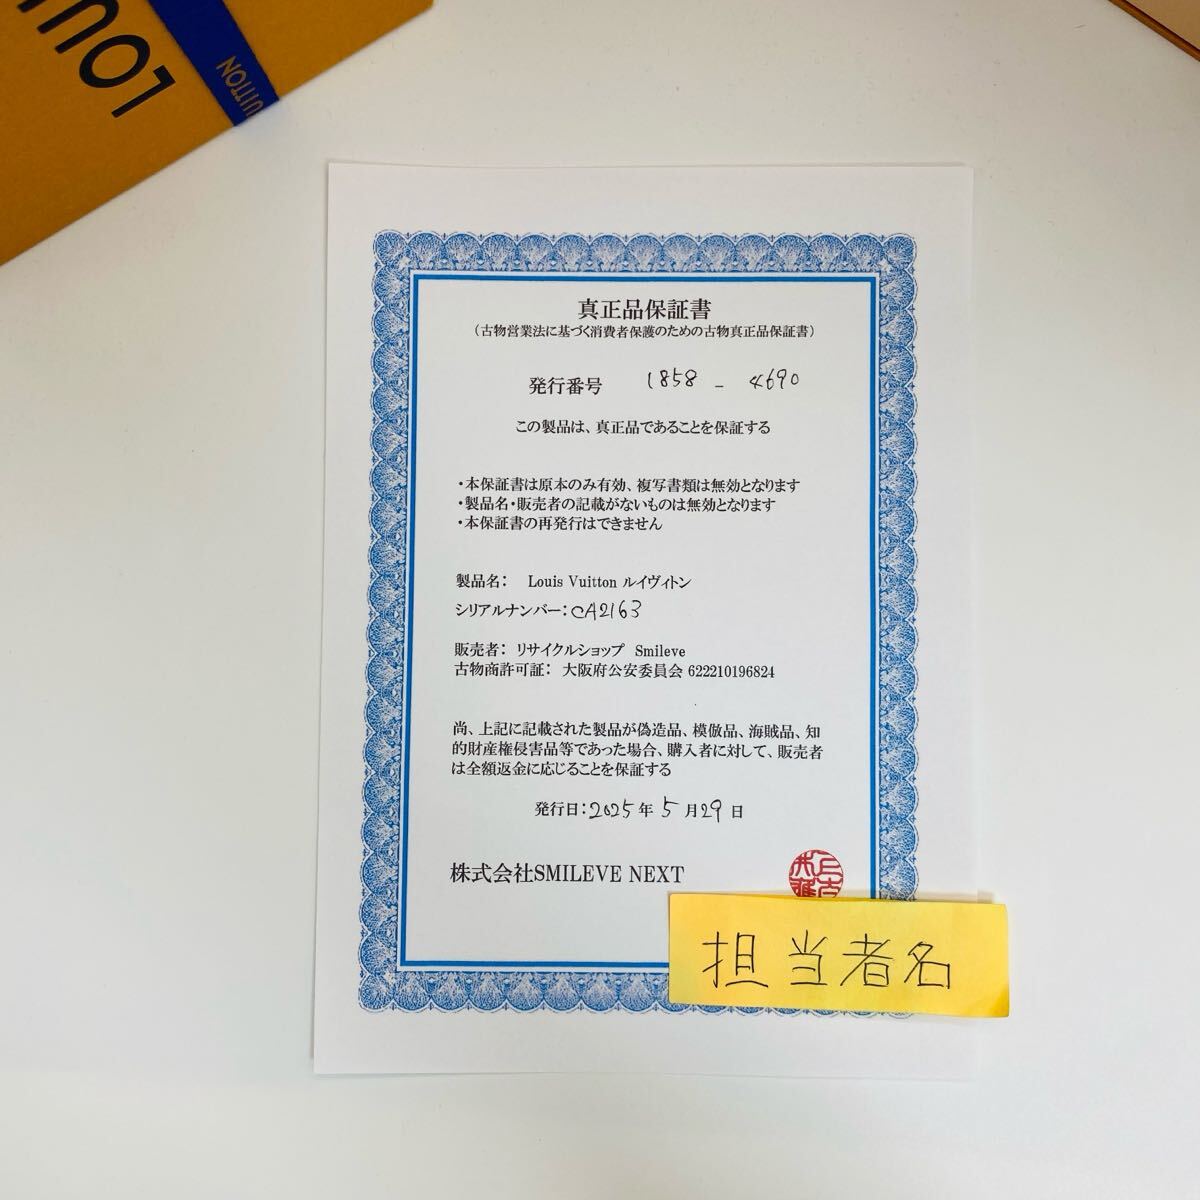 LOU
UITTON
真正品保証書
(古物営業法に基づく消費者保護のための古物真正品保証書)
発行番号 1858 - 4690
この製品は、真正品であることを保証する
・本保証書は原本のみ有効、複写書類は無効となります
・製品名・販売者の記載がないものは無効となります
・本保証書の再発行はできません
製品名: Louis Vuitton ルイヴィトン
シリアルナンバー:CA2163
販売者: リサイクルショップ Smileve
古物商許可証: 大阪府公安委員会 622210196824
尚、上記に記載された製品が偽造品、模倣品、海賊品、知
的財産権侵害品等であった場合、購入者に対して、販売者
は全額返金に応じることを保証する
発行日:2025年5月29日
株式会社SMILEVE NEXT
担当者名